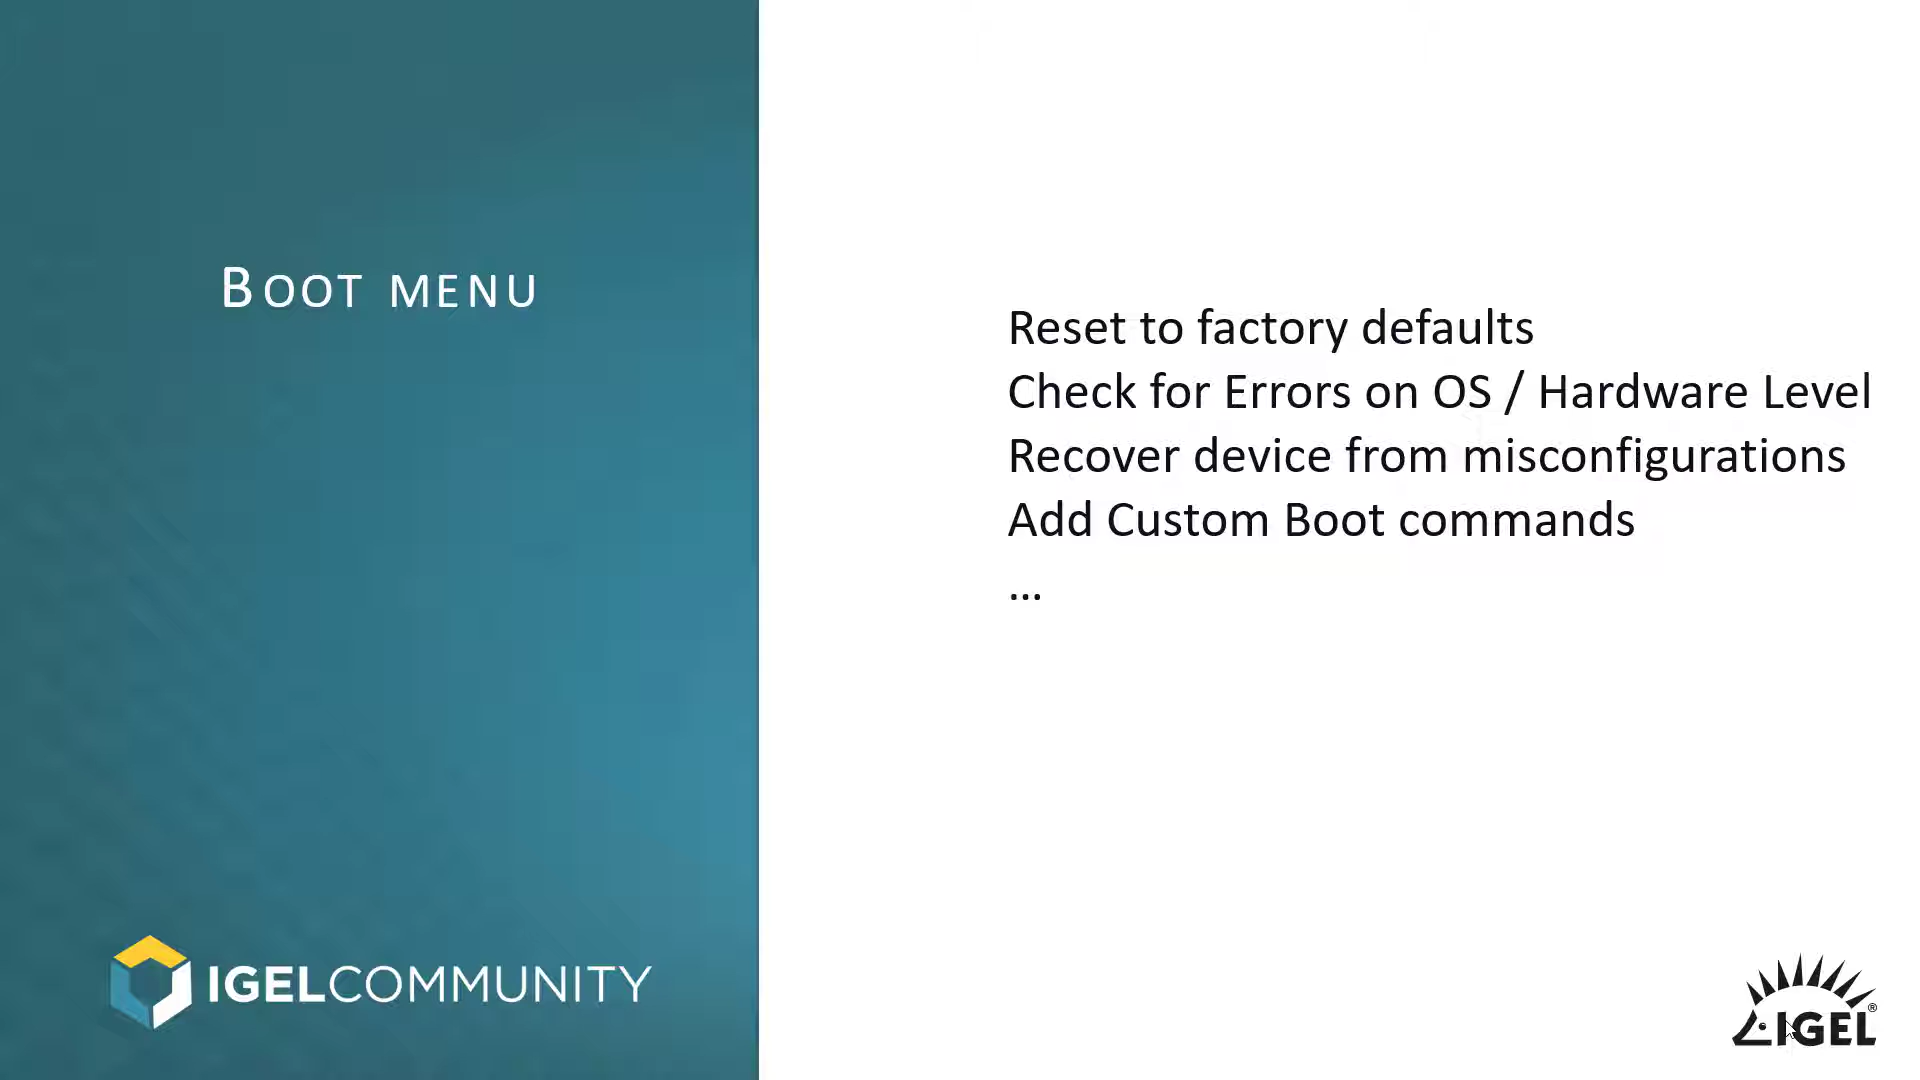 BOOT MENU
Reset to factory defaults
Check for Errors on OS / Hardware Level
Recover device from misconfigurations
Add Custom Boot commands
...
IGELCOMMUNITY
IGEL®